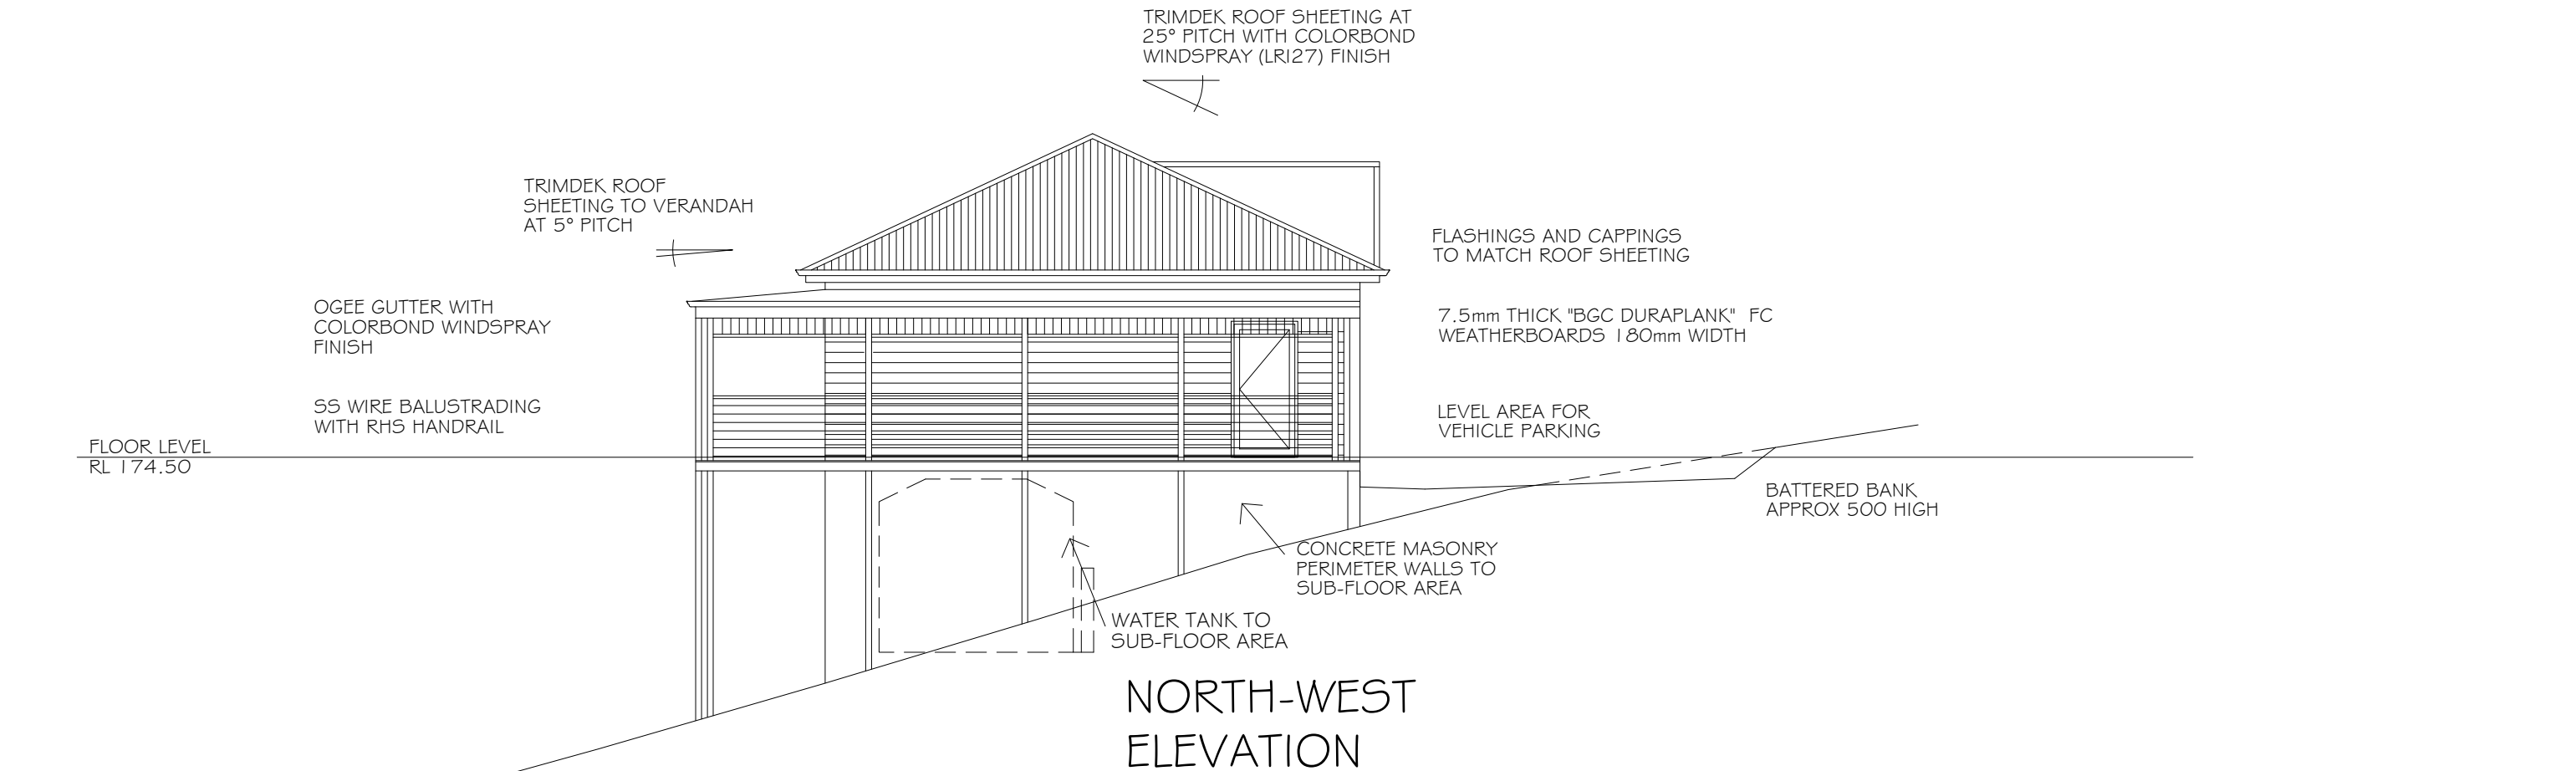 TRIMDEK ROOF SHEETING AT
25° PITCH WITH COLORBOND
WINDSPRAY (LRI27) FINISH
TRIMDEK ROOF
SHEETING TO VERANDAH
AT 5° PITCH
FLASHINGS AND CAPPINGS
TO MATCH ROOF SHEETING
OGEE GUTTER WITH
COLORBOND WINDSPRAY
FINISH
7.5mm THICK "BGC DURAPLANK" FC
WEATHERBOARDS 180mm WIDTH
SS WIRE BALUSTRADING
WITH RHS HANDRAIL
LEVEL AREA FOR
VEHICLE PARKING
FLOOR LEVEL
RL 174.50
BATTERED BANK
APPROX 500 HIGH
CONCRETE MASONRY
PERIMETER WALLS TO
SUB-FLOOR AREA
WATER TANK TO
SUB-FLOOR AREA
NORTH-WEST
ELEVATION